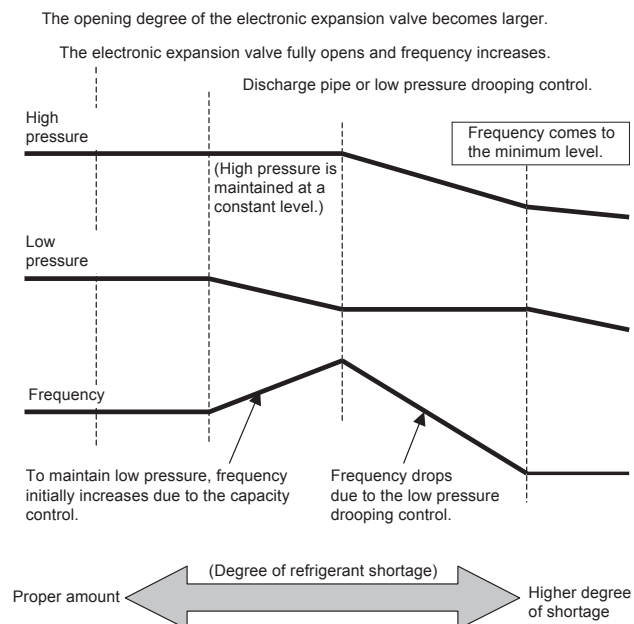 The opening degree of the electronic expansion valve becomes larger.
The electronic expansion valve fully opens and frequency increases.
Discharge pipe or low pressure drooping control.
High
pressure
Frequency comes to
the minimum level.
(High pressure is
maintained at a
constant level.)
Low
pressure
Frequency
To maintain low pressure, frequency
initially increases due to the capacity
control.
Frequency drops
due to the low pressure
drooping control.
(Degree of refrigerant shortage)
Proper amount
Higher degree
of shortage